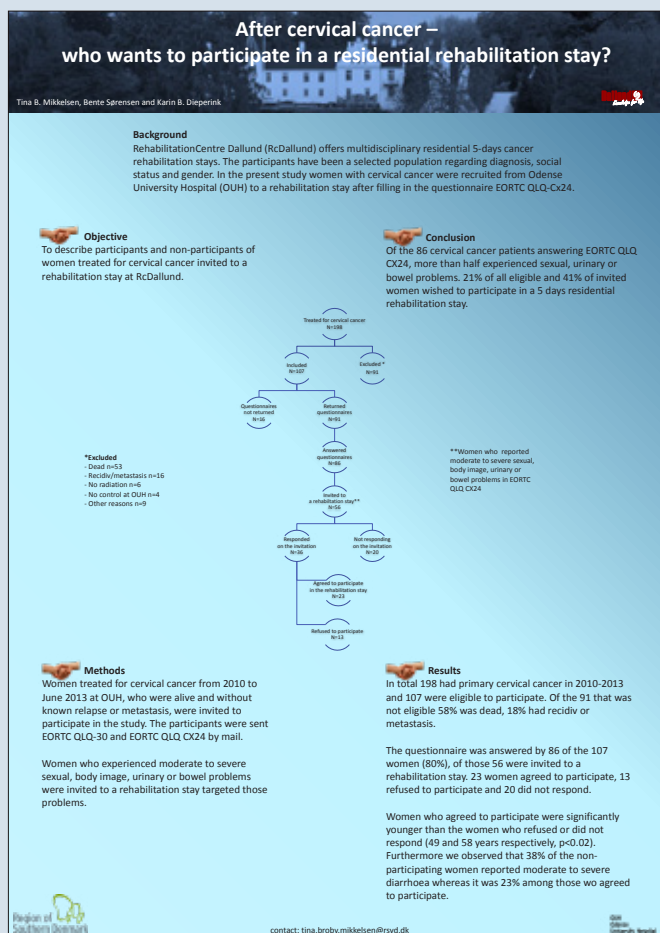 After cervical cancer –
who wants to participate in a residential rehabilitation stay?
Tina B. Mikkelsen, Bente Sørensen and Karin B. Dieperink
Background
RehabilitationCentre Dallund (RcDallund) offers multidisciplinary residential 5-days cancer
rehabilitation stays. The participants have been a selected population regarding diagnosis, social
status and gender. In the present study women with cervical cancer were recruited from Odense
University Hospital (OUH) to a rehabilitation stay after filling in the questionnaire EORTC QLQ-Cx24.
Objective
To describe participants and non-participants of
women treated for cervical cancer invited to a
rehabilitation stay at RcDallund.
Conclusion
Of the 86 cervical cancer patients answering EORTC QLQ
CX24, more than half experienced sexual, urinary or
bowel problems. 21% of all eligible and 41% of invited
women wished to participate in a 5 days residential
rehabilitation stay.
Treated for cervical cancer
N=198
Included
N=107
Excluded *
N=91
Questionnaires
not returned
N=16
Returned
questionnaires
N=91
Answered
questionnaires
N=86
Invited to
a rehabiltation stay**
N=56
Responded
on the invitation
N=36
Not responding
on the invitation
N=20
Agreed to participate
in the rehabilitation stay
N=23
Refused to participate
N=13
*Excluded
- Dead n=53
- Recidiv/metastasis n=16
- No radiation n=6
- No control at OUH n=4
- Other reasons n=9
**Women who reported
moderate to severe sexual,
body image, urinary or
bowel problems in EORTC
QLQ CX24
Methods
Women treated for cervical cancer from 2010 to
June 2013 at OUH, who were alive and without
known relapse or metastasis, were invited to
participate in the study. The participants were sent
EORTC QLQ-30 and EORTC QLQ CX24 by mail.
Women who experienced moderate to severe
sexual, body image, urinary or bowel problems
were invited to a rehabilitation stay targeted those
problems.
Results
In total 198 had primary cervical cancer in 2010-2013
and 107 were eligible to participate. Of the 91 that was
not eligible 58% was dead, 18% had recidiv or
metastasis.
The questionnaire was answered by 86 of the 107
women (80%), of those 56 were invited to a
rehabilitation stay. 23 women agreed to participate, 13
refused to participate and 20 did not respond.
Women who agreed to participate were significantly
younger than the women who refused or did not
respond (49 and 58 years respectively, p<0.02).
Furthermore we observed that 38% of the non-
participating women reported moderate to severe
diarrhoea whereas it was 23% among those wo agreed
to participate.
Region of
Southern Denmark
contact: tina.broby.mikkelsen@rsyd.dk